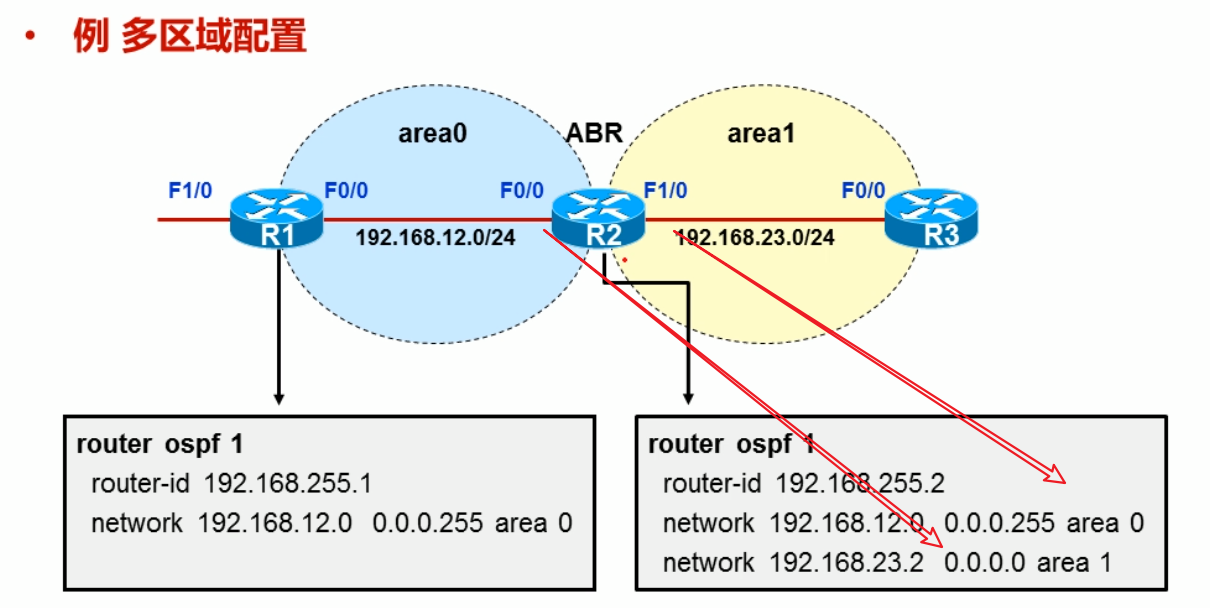 • 例 多区域配置
area0 ABR area1
F1/0 F0/0 F0/0 F1/0 F0/0
R1 192.168.12.0/24 R2 192.168.23.0/24 R3
router ospf 1
router-id 192.168.255.1
network 192.168.12.0 0.0.0.255 area 0
router ospf 1
router-id 192.168.255.2
network 192.168.12.0 0.0.0.255 area 0
network 192.168.23.2 0.0.0.0 area 1